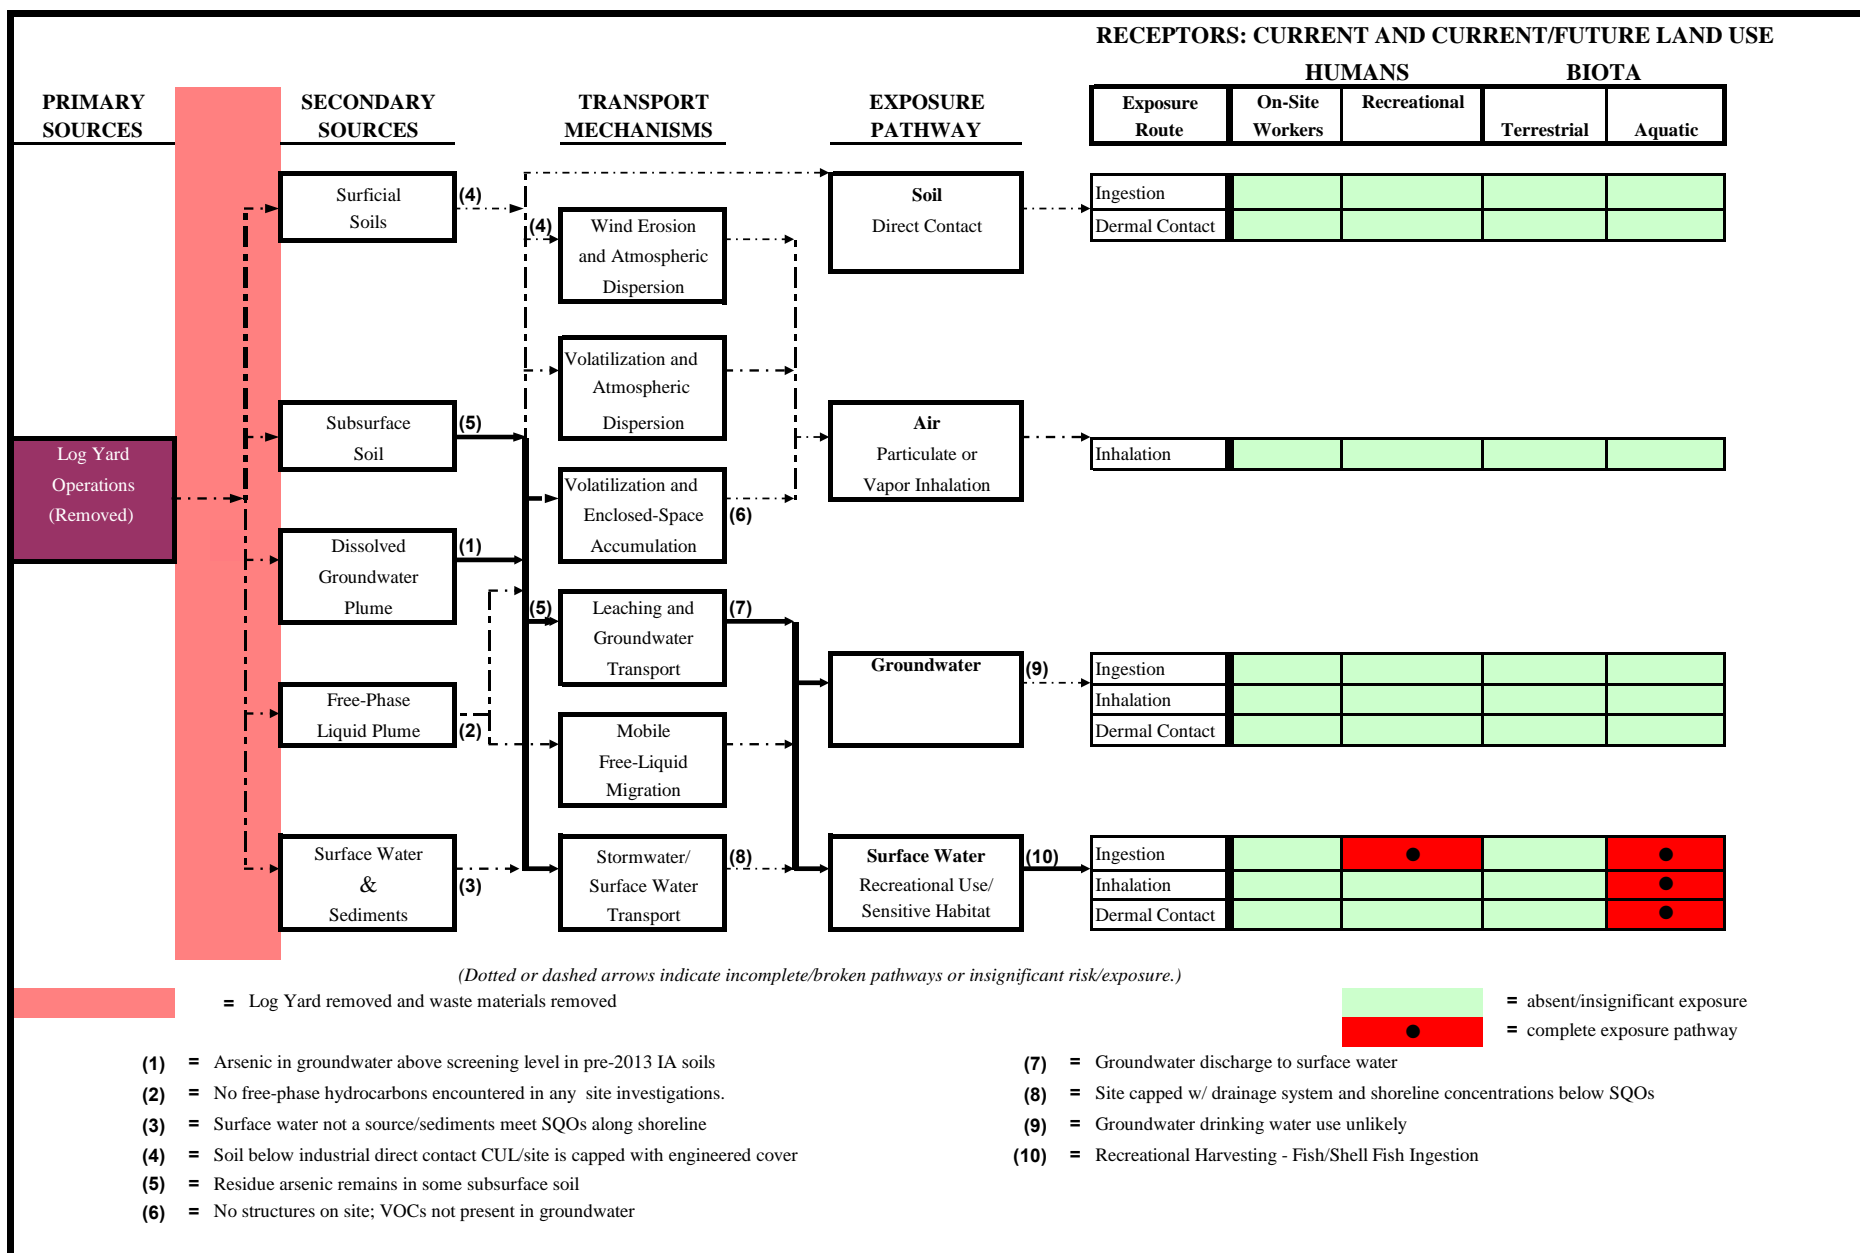 RECEPTORS: CURRENT AND CURRENT/FUTURE LAND USE
HUMANS BIOTA
PRIMARY SOURCES
SECONDARY SOURCES
TRANSPORT MECHANISMS
EXPOSURE PATHWAY
Exposure Route
On-Site Workers
Recreational
Terrestrial
Aquatic
Surficial
Soils
(4)
(4)
Wind Erosion
and Atmospheric
Dispersion
Soil
Direct Contact
Ingestion
Dermal Contact
Volatilization and
Atmospheric
Dispersion
Log Yard
Operations
(Removed)
Subsurface
Soil
(5)
Air
Particulate or
Vapor Inhalation
Inhalation
Volatilization and
Enclosed-Space
Accumulation
(6)
Dissolved
Groundwater
Plume
(1)
(5)
Leaching and
Groundwater
Transport
(7)
Groundwater
(9)
Ingestion
Inhalation
Dermal Contact
Free-Phase
Liquid Plume
(2)
Mobile
Free-Liquid
Migration
Surface Water
&
Sediments
(3)
Stormwater/
Surface Water
Transport
(8)
Surface Water
Recreational Use/
Sensitive Habitat
(10)
Ingestion
Inhalation
Dermal Contact
(Dotted or dashed arrows indicate incomplete/broken pathways or insignificant risk/exposure.)
= Log Yard removed and waste materials removed
= absent/insignificant exposure
= complete exposure pathway
(1) = Arsenic in groundwater above screening level in pre-2013 IA soils
(2) = No free-phase hydrocarbons encountered in any site investigations.
(3) = Surface water not a source/sediments meet SQOs along shoreline
(4) = Soil below industrial direct contact CUL/site is capped with engineered cover
(5) = Residue arsenic remains in some subsurface soil
(6) = No structures on site; VOCs not present in groundwater
(7) = Groundwater discharge to surface water
(8) = Site capped w/ drainage system and shoreline concentrations below SQOs
(9) = Groundwater drinking water use unlikely
(10) = Recreational Harvesting - Fish/Shell Fish Ingestion